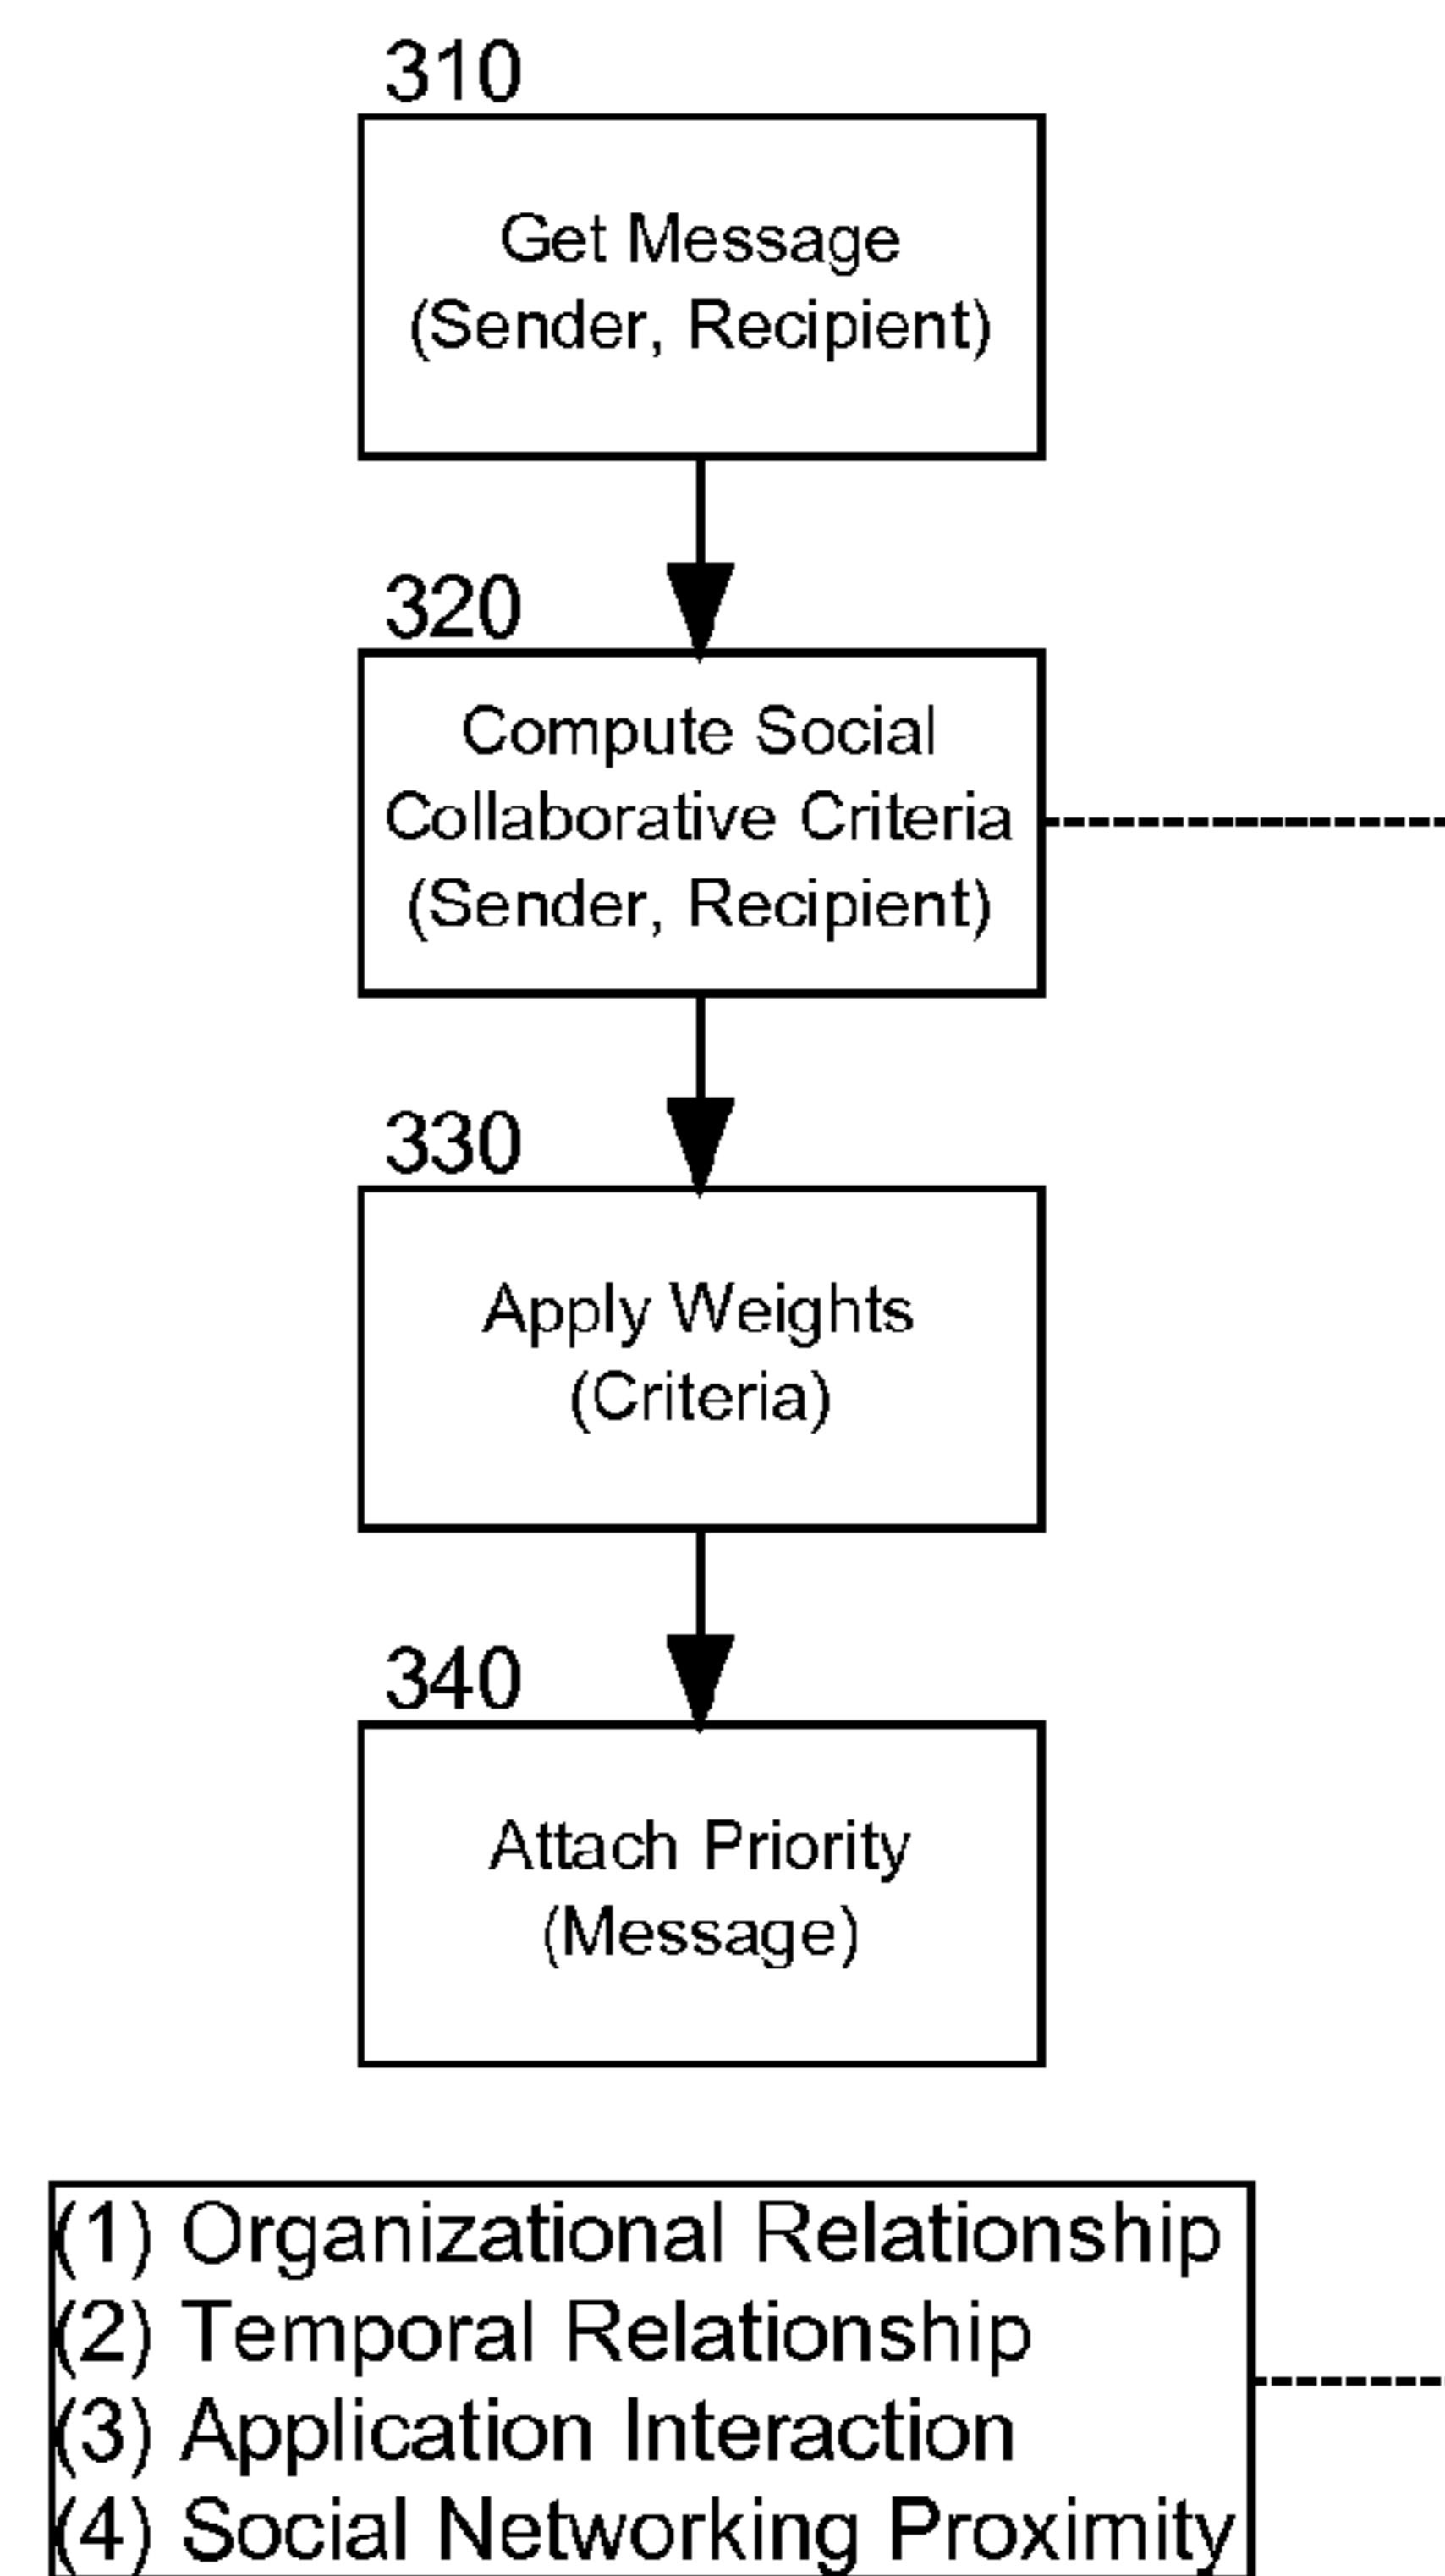 310
Get Message
(Sender, Recipient)
320
Compute Social
Collaborative Criteria
(Sender, Recipient)
330
Apply Weights
(Criteria)
340
Attach Priority
(Message)
(1) Organizational Relationship
(2) Temporal Relationship
(3) Application Interaction
(4) Social Networking Proximity